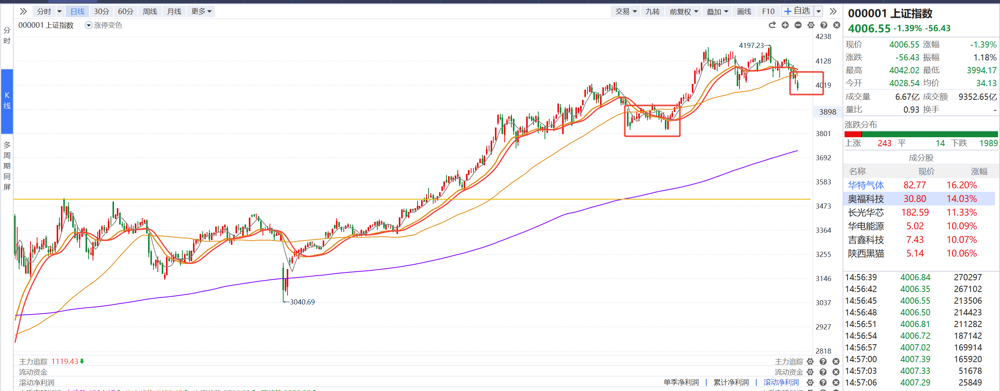 分时 日线 30分 60分 周线 月线 更多 交易 九转 前复权 叠加 画线 F10 自选
000001 上证指数 涨停变色
分时
K线
多周期同屏
4197.23→
←3040.69
4238
4128
4019
3898
3801
3692
3583
3473
3364
3255
3146
3037
2927
2818
主力追踪 1119.43 主力追踪
流动资金 流动资金
滚动净利润 单季净利润 累计净利润 滚动净利润
000001 上证指数
4006.55 -1.39% -56.43
现价 4006.55 涨幅 -1.39%
涨跌 -56.43 振幅 1.18%
最高 4042.02 最低 3994.17
今开 4028.54 均价 34.13
成交量 6.67亿 成交额 9352.65亿
量比 0.93 换手 -
涨跌分布
上涨 243 平 14 下跌 1989
成分股
名称 现价 涨幅
华特气体 82.77 16.20%
奥福科技 30.80 14.03%
长光华芯 182.59 11.33%
华电能源 5.02 10.09%
吉鑫科技 7.43 10.07%
陕西黑猫 5.14 10.06%
14:56:39 4006.84 270297
14:56:42 4006.35 267102
14:56:45 4006.55 213506
14:56:48 4006.50 214423
14:56:51 4006.81 211282
14:56:54 4006.72 187142
14:56:57 4007.02 169914
14:57:00 4007.39 165920
14:57:03 4007.33 51678
14:57:06 4007.29 25849